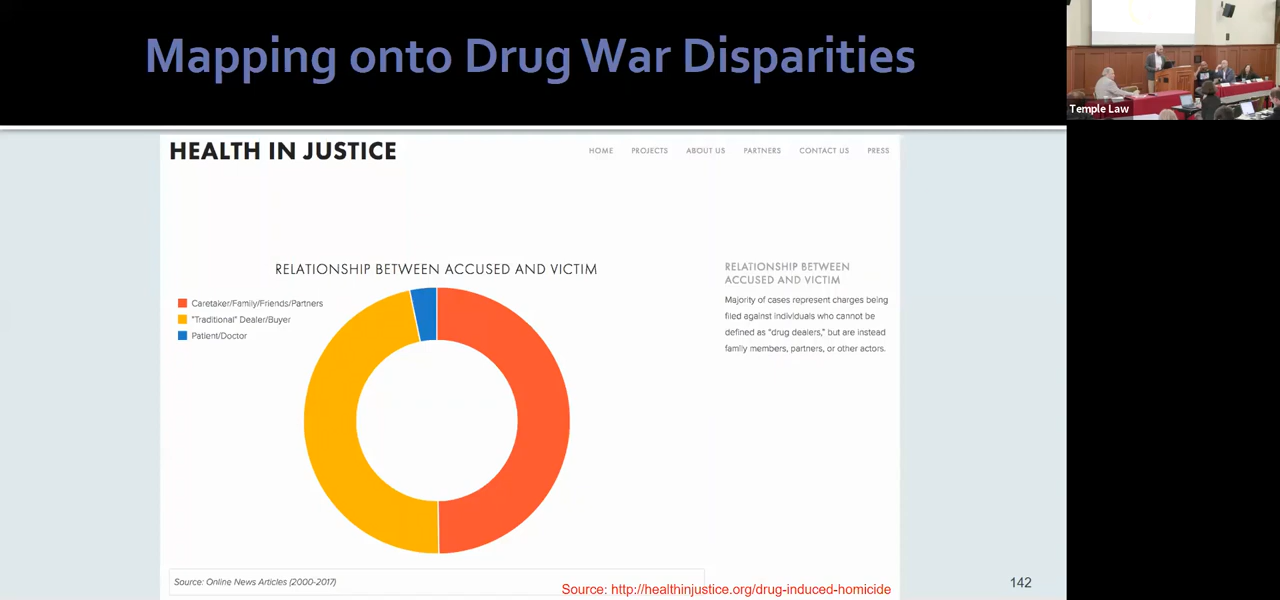 Mapping onto Drug War Disparities
Temple Law
HEALTH IN JUSTICE
HOME PROJECTS ABOUT US PARTNERS CONTACT US PRESS
RELATIONSHIP BETWEEN ACCUSED AND VICTIM
Caretaker/Family/Friends/Partners
"Traditional" Dealer/Buyer
Patient/Doctor
RELATIONSHIP BETWEEN
ACCUSED AND VICTIM
Majority of cases represent charges being
filed against individuals who cannot be
defined as "drug dealers," but are instead
family members, partners, or other actors.
Source: Online News Articles (2000-2017)
Source: http://healthinjustice.org/drug-induced-homicide
142